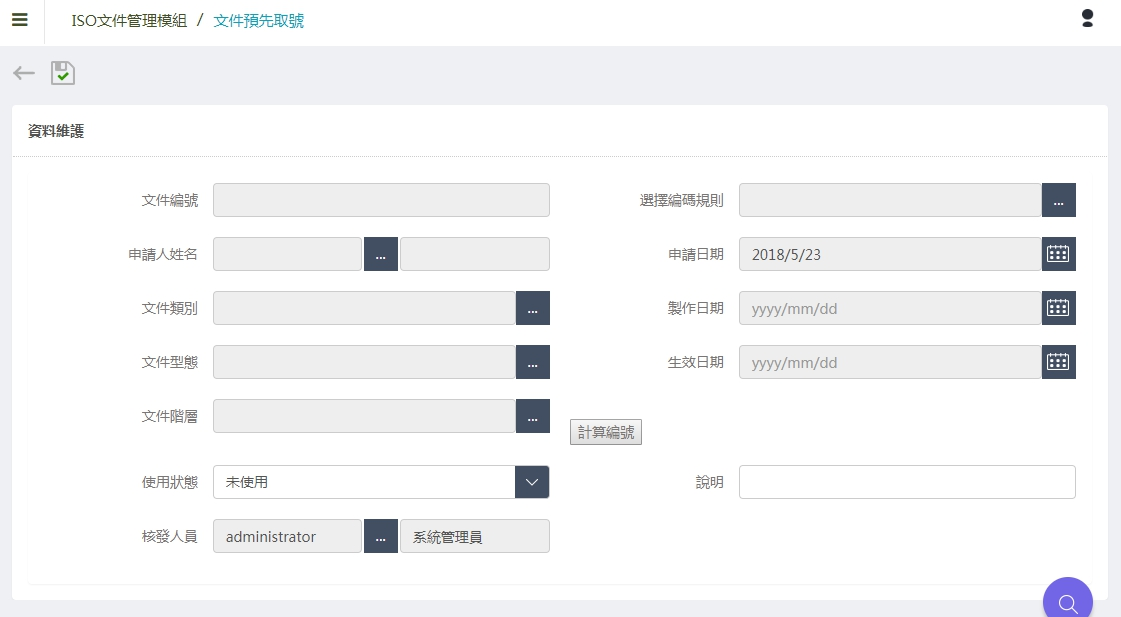 ISO文件管理模組 / 文件預先取號
資料維護
文件編號
選擇編碼規則 ...
申請人姓名 ...
申請日期 2018/5/23
文件類別 ...
製作日期 yyyy/mm/dd
文件型態 ...
生效日期 yyyy/mm/dd
文件階層 ...
計算編號
使用狀態 未使用
說明
核發人員 administrator ... 系統管理員